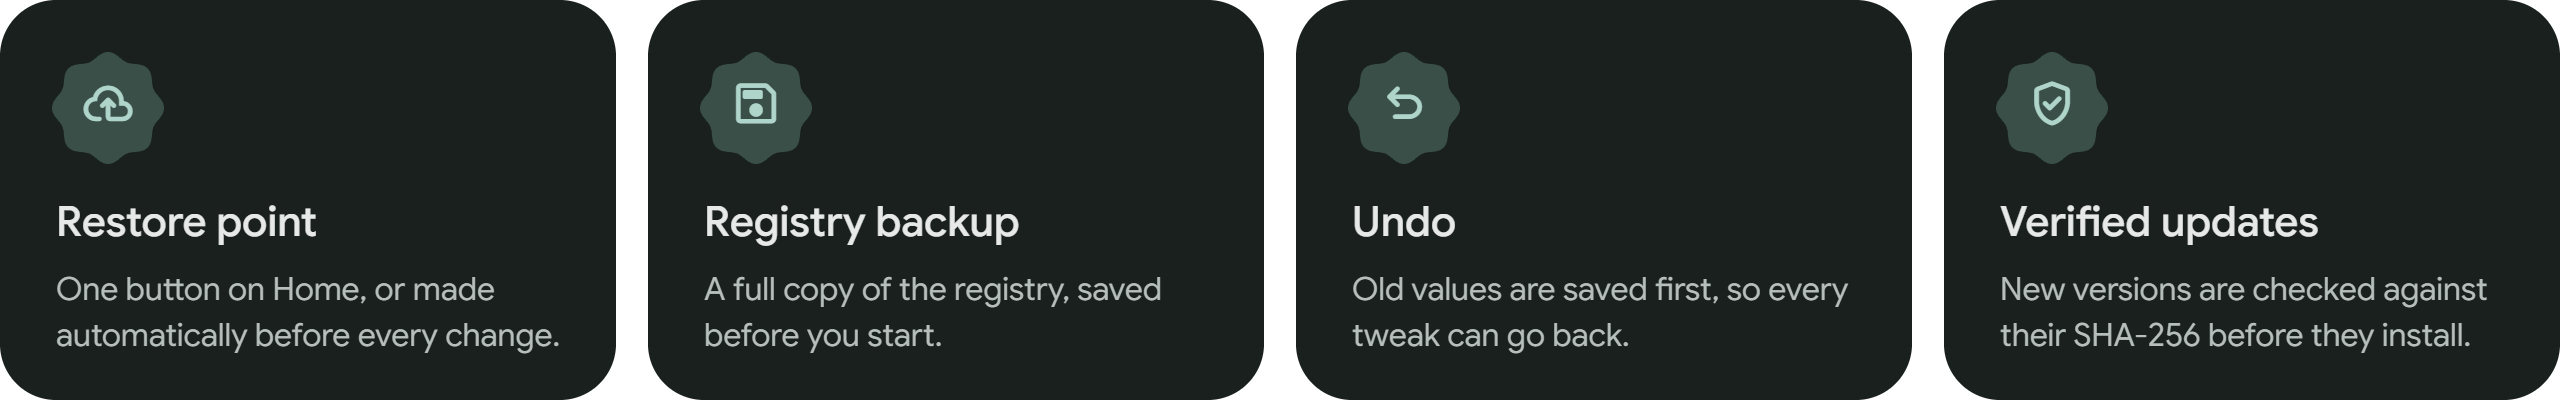 Restore point
One button on Home, or made
automatically before every change.
Registry backup
A full copy of the registry, saved
before you start.
Undo
Old values are saved first, so every
tweak can go back.
Verified updates
New versions are checked against
their SHA-256 before they install.